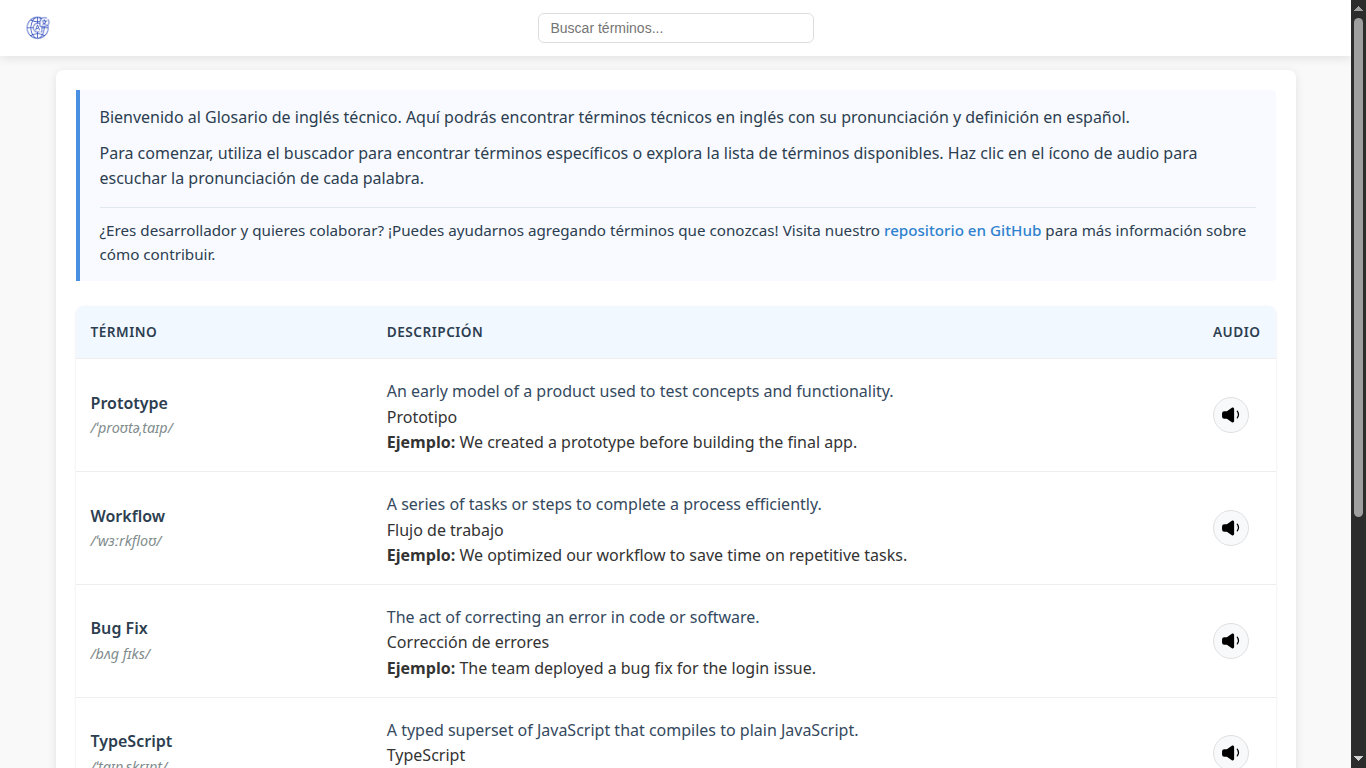 Buscar términos...
Bienvenido al Glosario de inglés técnico. Aquí podrás encontrar términos técnicos en inglés con su pronunciación y definición en español.
Para comenzar, utiliza el buscador para encontrar términos específicos o explora la lista de términos disponibles. Haz clic en el ícono de audio para
escuchar la pronunciación de cada palabra.
¿Eres desarrollador y quieres colaborar? ¡Puedes ayudarnos agregando términos que conozcas! Visita nuestro repositorio en GitHub para más información sobre
cómo contribuir.
TÉRMINO DESCRIPCIÓN AUDIO
Prototype
/ˈproʊtəˌtaɪp/
An early model of a product used to test concepts and functionality.
Prototipo
Ejemplo: We created a prototype before building the final app.
Workflow
/ˈwɜːrkfloʊ/
A series of tasks or steps to complete a process efficiently.
Flujo de trabajo
Ejemplo: We optimized our workflow to save time on repetitive tasks.
Bug Fix
/bʌɡ fɪks/
The act of correcting an error in code or software.
Corrección de errores
Ejemplo: The team deployed a bug fix for the login issue.
TypeScript
A typed superset of JavaScript that compiles to plain JavaScript.
TypeScript